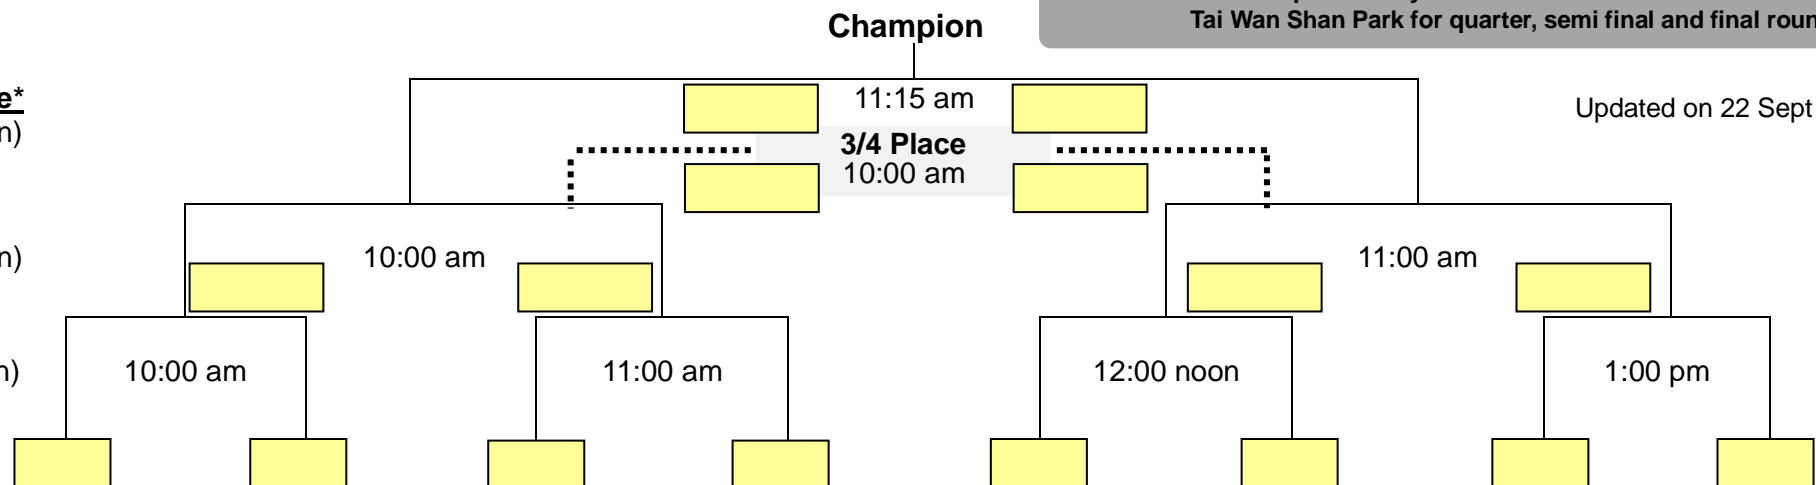 Tai Wan Shan Park for quarter, semi final and final roun
Champion
e*
11:15 am
Updated on 22 Sept
n)
3/4 Place
10:00 am
n)
10:00 am
11:00 am
n)
10:00 am
11:00 am
12:00 noon
1:00 pm